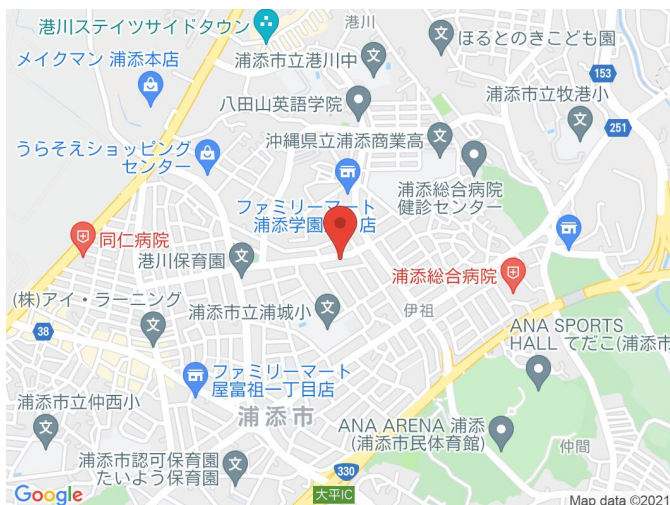 港川ステイツサイドタウン
港川
ほるとのきこども園
メイクマン 浦添本店
浦添市立港川中
153
浦添市立牧港小
八田山英語学院
251
うらそえショッピング
センター
沖縄県立浦添商業高
浦添総合病院
健診センター
ファミリーマート
浦添学園
店
同仁病院
港川保育園
浦添総合病院
(株)アイ・ラーニング
伊祖
浦添市立浦城小
38
ANA SPORTS
HALL てだこ(浦添市
ファミリーマート
屋富祖一丁目店
浦添市立仲西小
浦添市
ANA ARENA 浦添
(浦添市民体育館)
仲間
浦添市認可保育園
たいよう保育園
330
大平IC
Google
Map data ©2021